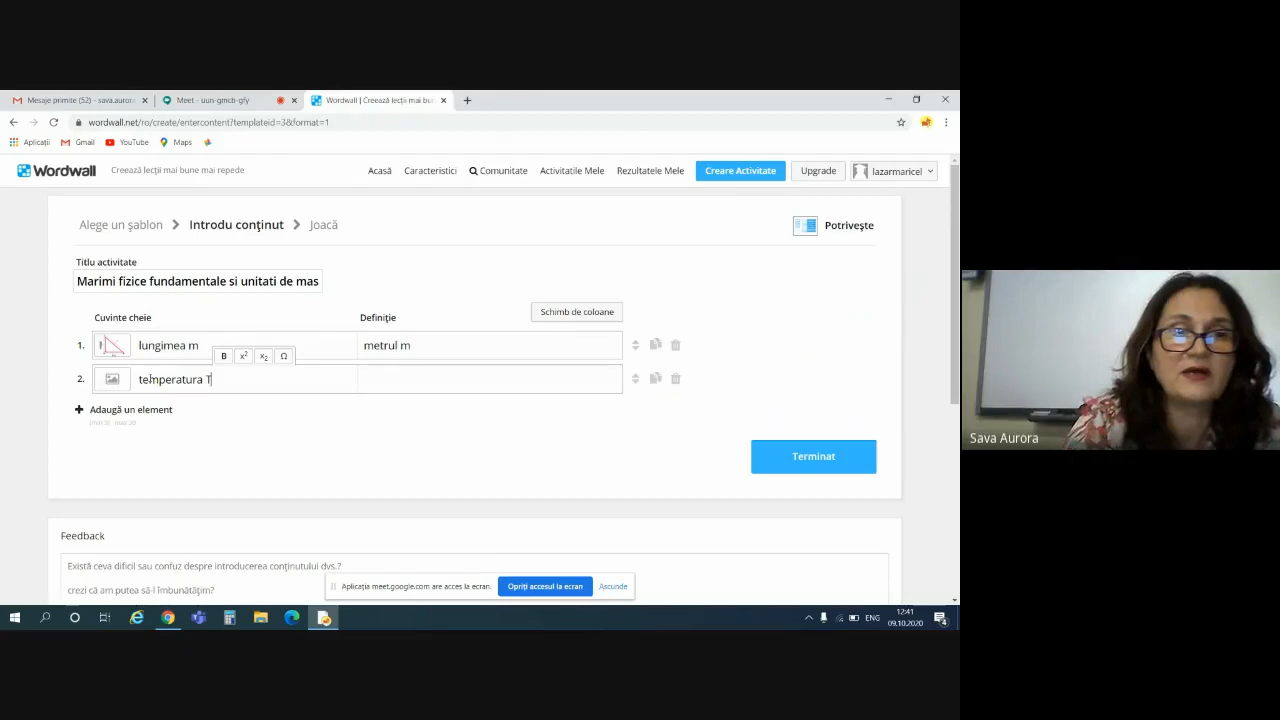 Mesaje primite (52) - sava.aurora
Meet - uun-gmcb-gfy
Wordwall | Creează lecții mai bu
wordwall.net/ro/create/entercontent?templateid=3&format=1
Aplicații
Gmail
YouTube
Maps
Wordwall
Creează lecții mai bune mai repede
Acasă
Caracteristici
Comunitate
Activitatile Mele
Rezultatele Mele
Creare Activitate
Upgrade
lazarmaricel
Alege un șablon
Introdu conținut
Joacă
Potrivește
Titlu activitate
Marimi fizice fundamentale si unitati de mas
Cuvinte cheie
Definiție
Schimb de coloane
1. lungimea m
metrul m
B x² x₂ Ω
2. temperatura T
+ Adaugă un element
Terminat
Feedback
Există ceva dificil sau confuz despre introducerea conținutului dvs.?
crezi că am putea să-l îmbunătățim?
Aplicația meet.google.com are acces la ecran.
Opriți accesul la ecran
Ascunde
ENG
12:41
09.10.2020
4
Sava Aurora